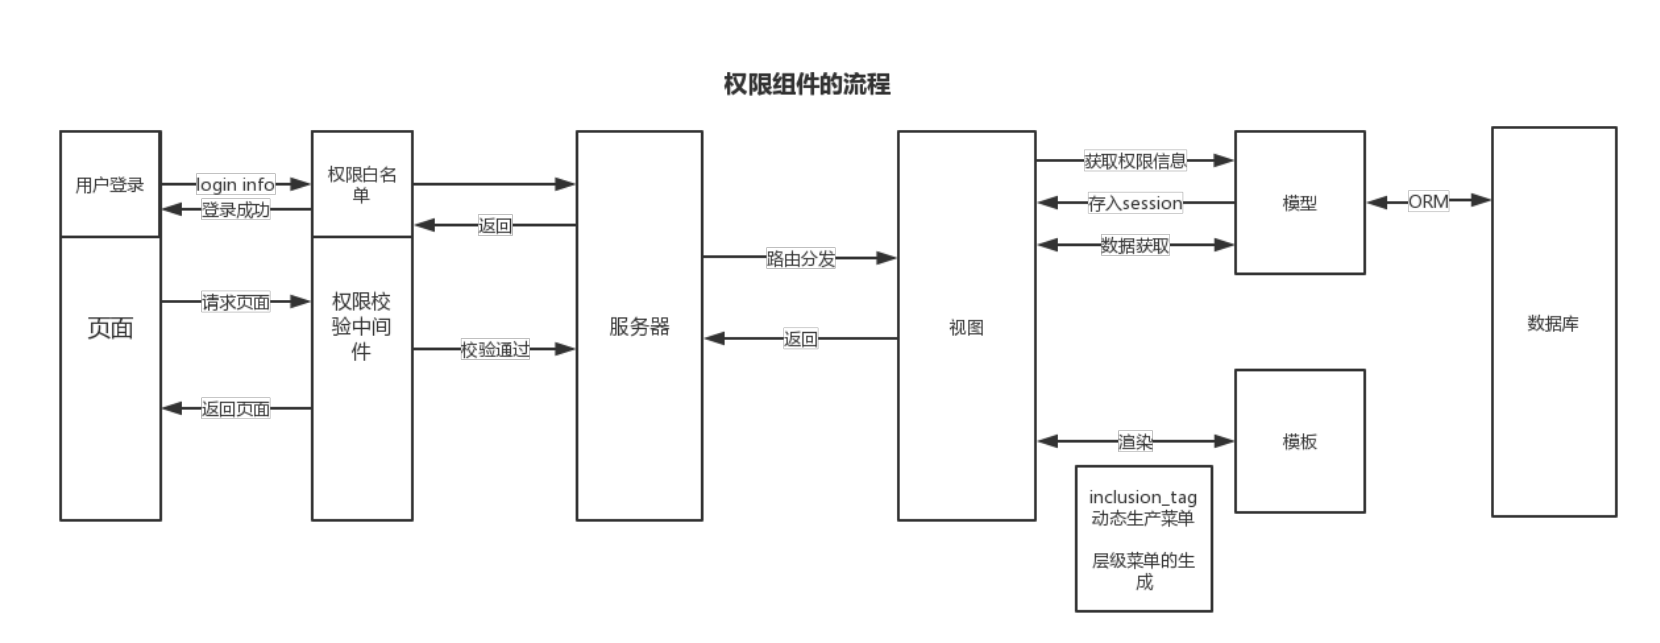 权限组件的流程
用户登录
login info
登录成功
权限白名
单
返回
页面
请求页面
返回页面
权限校
验中间
件
校验通过
服务器
路由分发
返回
视图
获取权限信息
存入session
数据获取
模型
ORM
数据库
渲染
模板
inclusion_tag
动态生产菜单
层级菜单的生
成